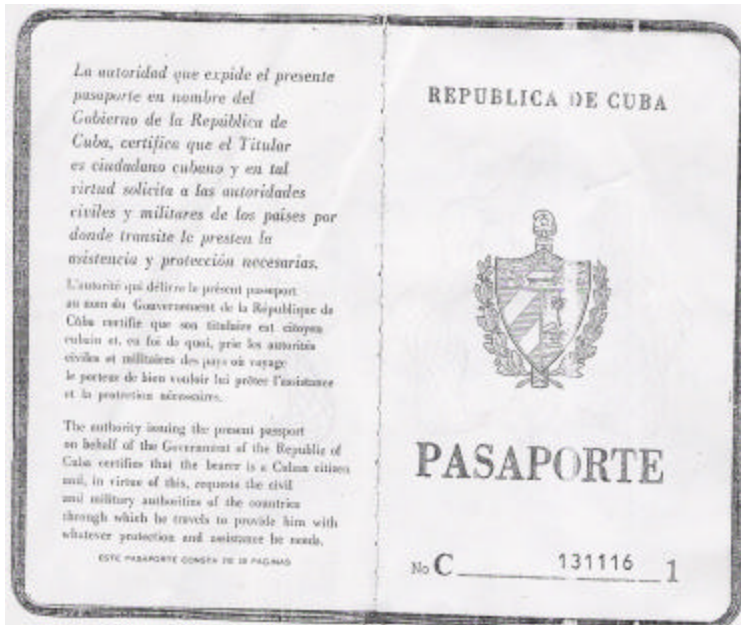 La autoridad que expide el presente
pasaporte en nombre del
Gobierno de la República de
Cuba, certifica que el Titular
es ciudadano cubano y en tal
virtud solicita a las autoridades
civiles y militares de los países por
donde transite le presten la
asistencia y protección necesarias.
L'autorité qui délivre le présent passeport
au nom du Gouvernement de la République de
Cúba certifie que son titulaire est citoyen
cubain et, en foi de quoi, prie les autorités
civiles et militaires des pays où voyage
le porteur de bien vouloir lui prêter l'assistance
et la protection nécessaires.
The authority issuing the present passport
on behalf of the Government of the Republic of
Cuba certifies that the bearer is a Cuban citizen
and, in virtue of this, requests the civil
and military authorities of the countries
through which he travels to provide him with
whatever protection and assistance he needs.
ESTE PASAPORTE CONSTA DE PAGINAS
REPUBLICA DE CUBA
PASAPORTE
No C 131116 1